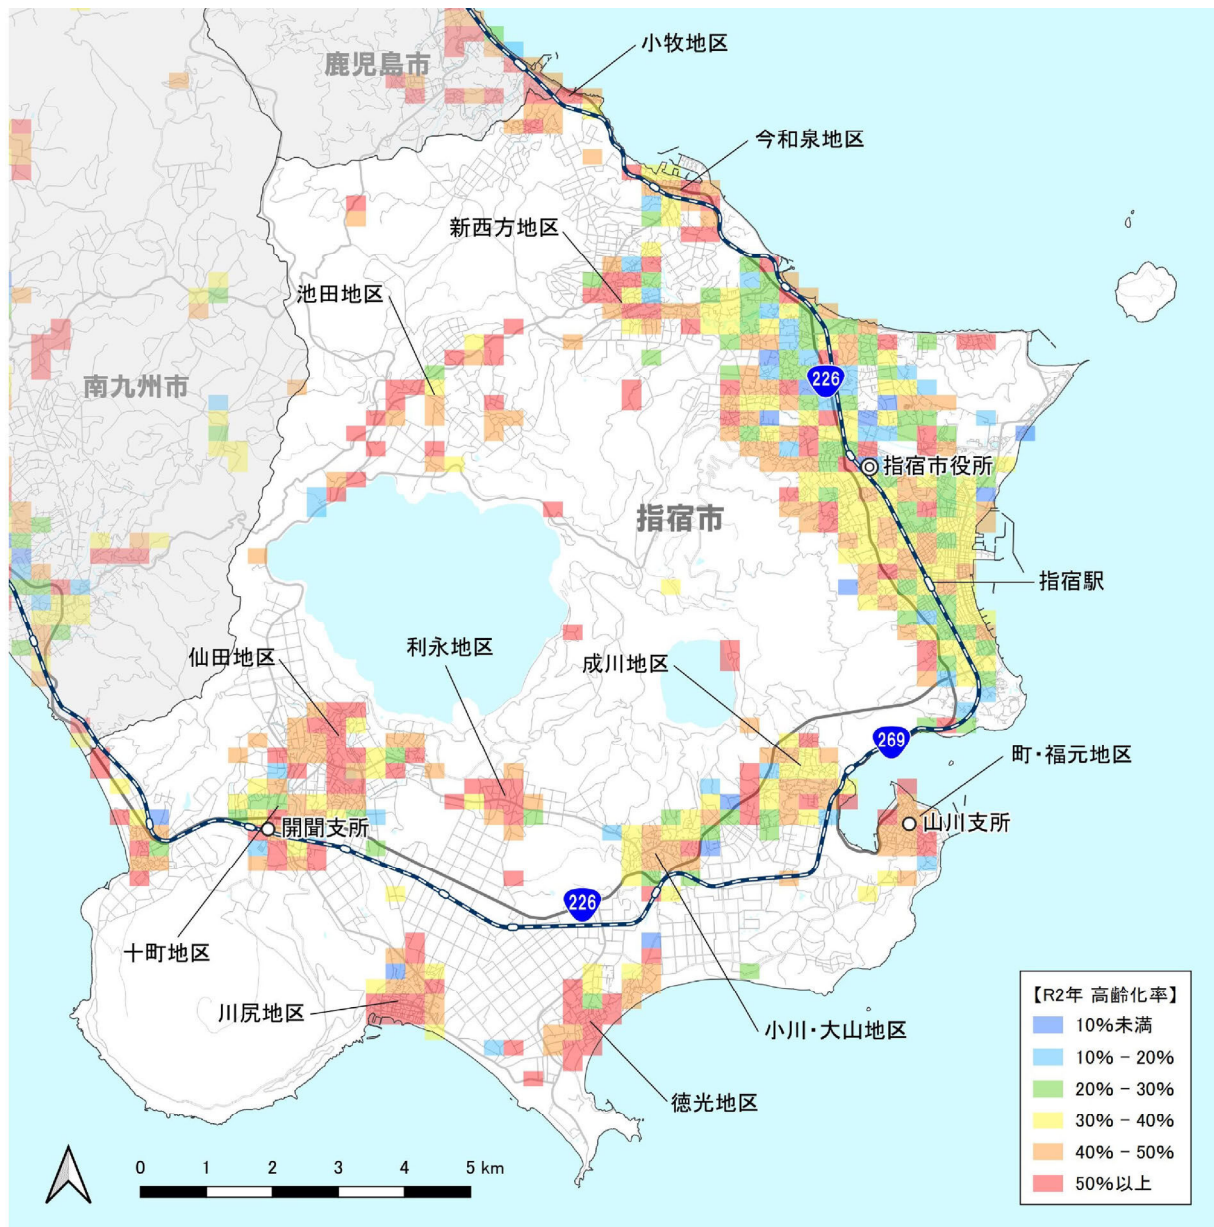 小牧地区
鹿児島市
今和泉地区
新西方地区
池田地区
南九州市
226
指宿市役所
指宿市
指宿駅
利永地区
仙田地区
成川地区
269
町・福元地区
開聞支所
山川支所
226
十町地区
川尻地区
小川・大山地区
徳光地区
【R2年 高齢化率】
10%未満
10% - 20%
20% - 30%
30% - 40%
40% - 50%
50%以上
0 1 2 3 4 5 km